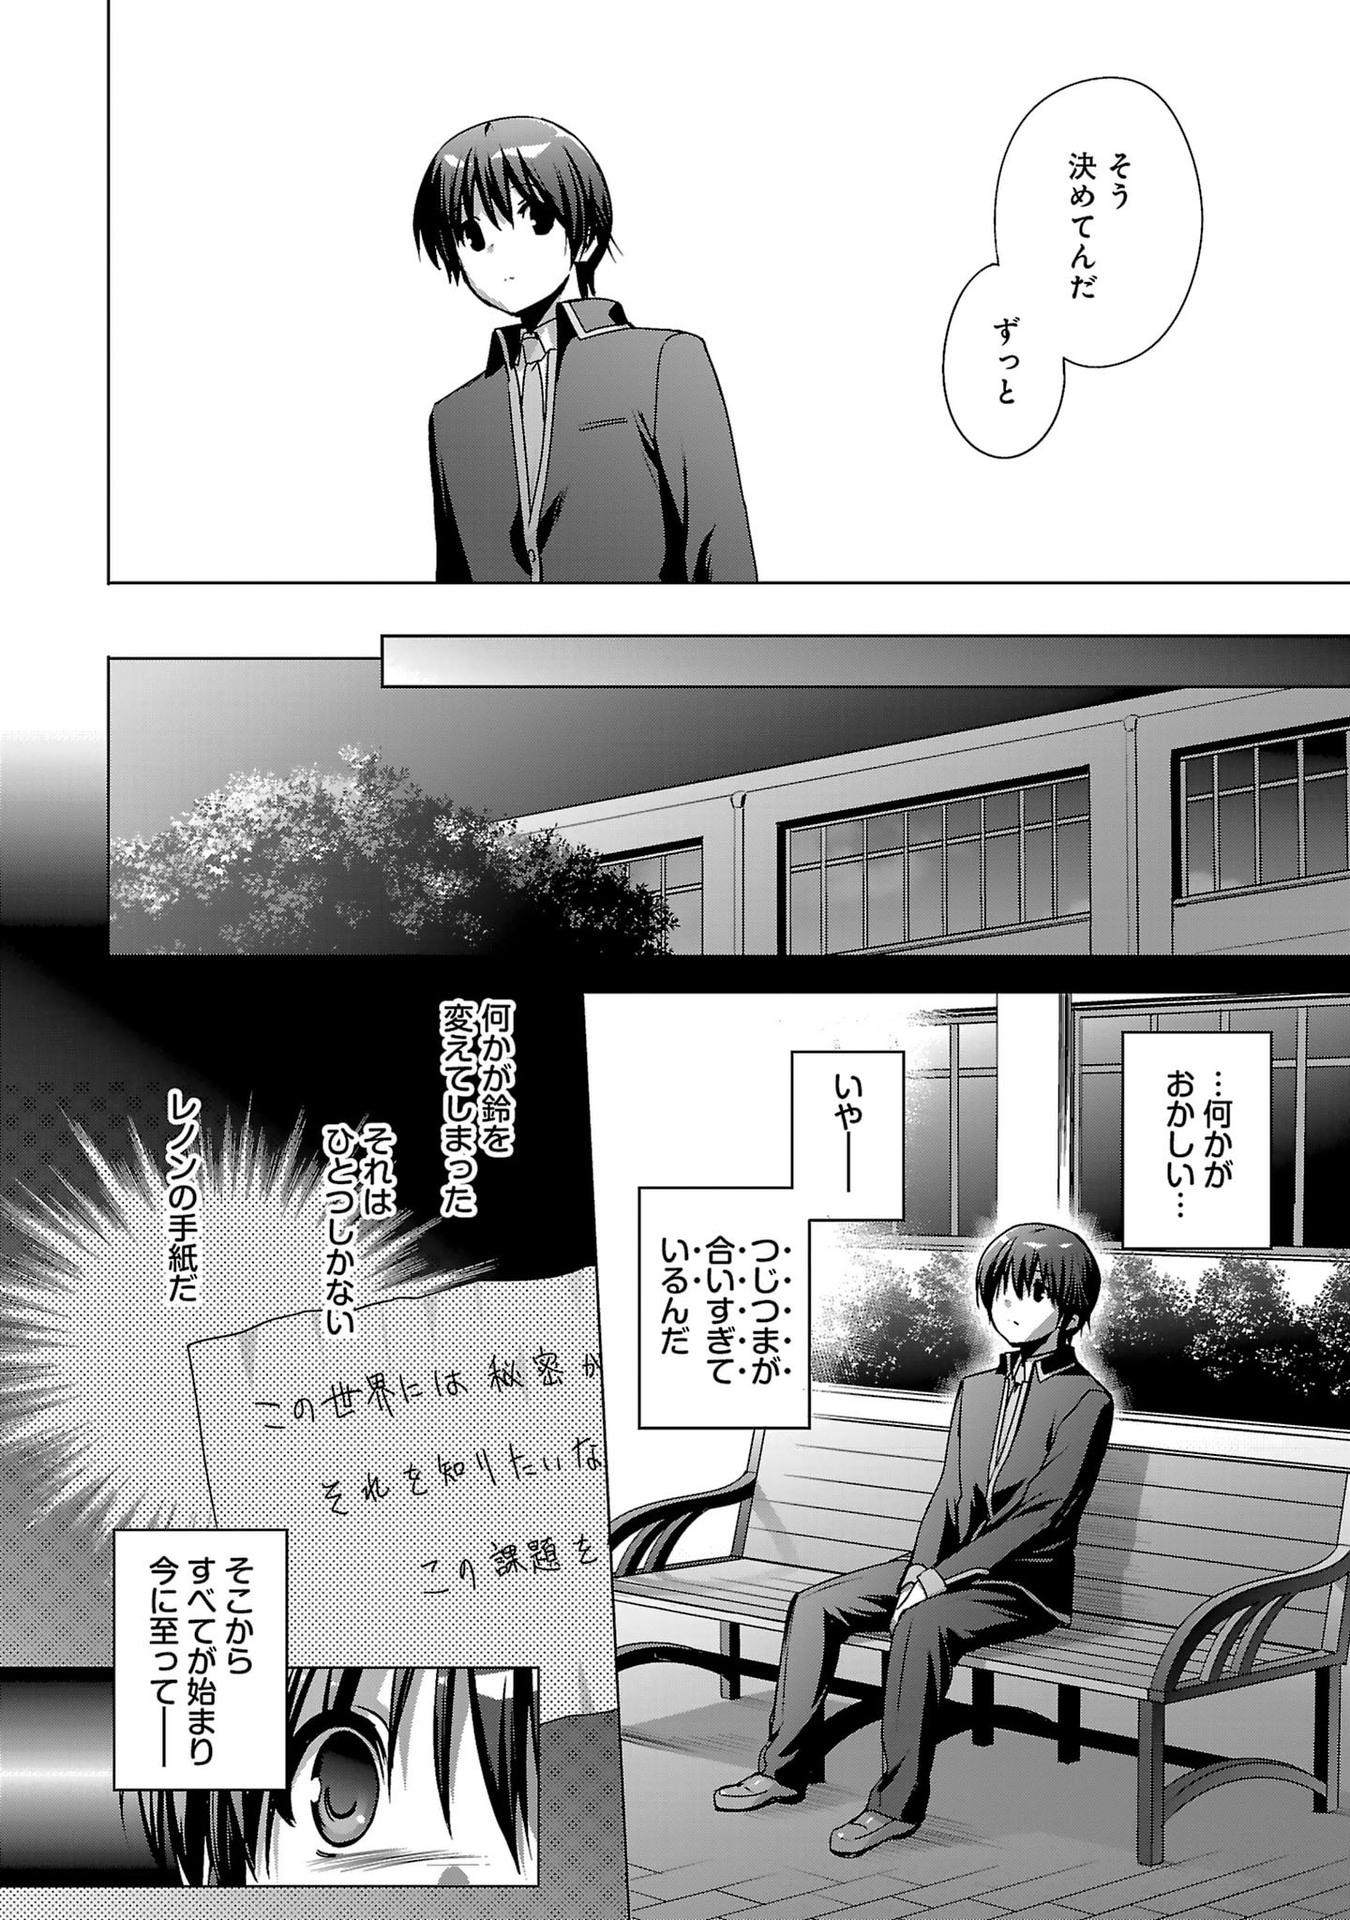 そう
決めてんだ
ずっと
…何かが
おかしい…
いや――
つじつまが
合いすぎて
いるんだ
何かが鈴を
変えてしまった
それは
ひとつしかない
レノンの手紙だ
この世界には秘密が
それを知りたいな
この課題を
そこから
すべてが始まり
今に至って――